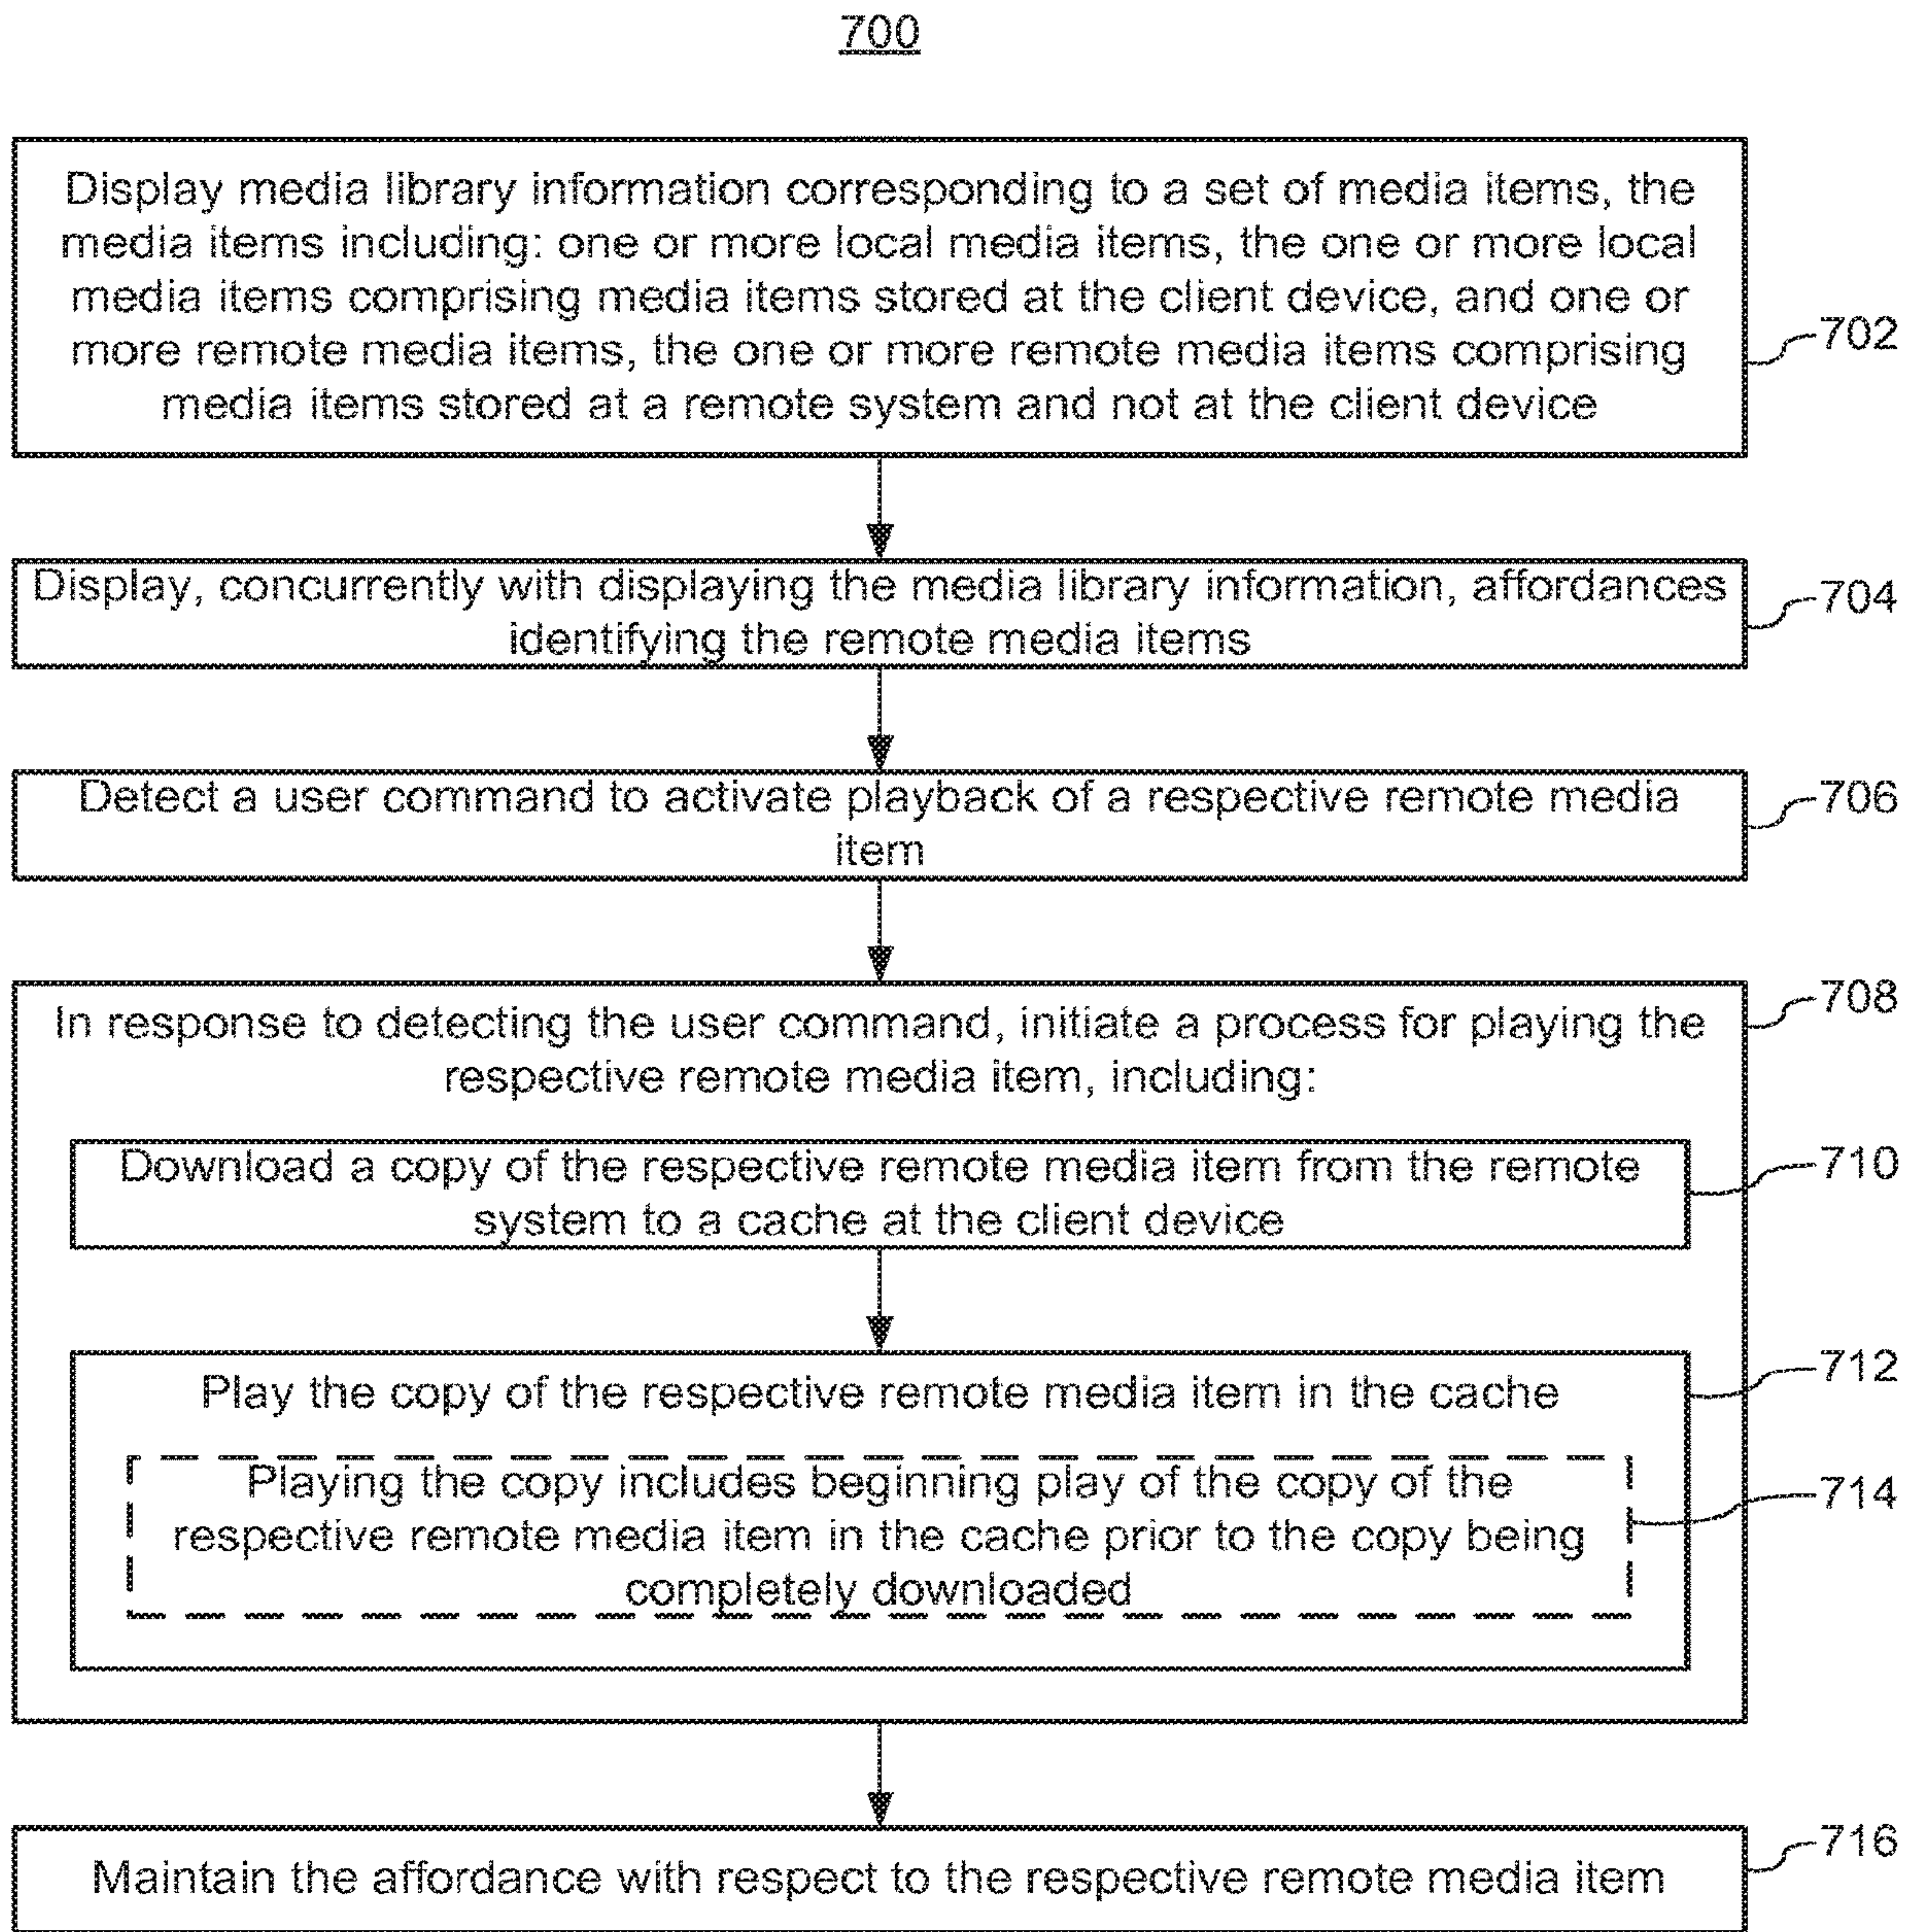 700
Display media library information corresponding to a set of media items, the
media items including: one or more local media items, the one or more local
media items comprising media items stored at the client device, and one or
more remote media items, the one or more remote media items comprising
media items stored at a remote system and not at the client device
702
Display, concurrently with displaying the media library information, affordances
identifying the remote media items
704
Detect a user command to activate playback of a respective remote media
item
706
708
In response to detecting the user command, initiate a process for playing the
respective remote media item, including:
Download a copy of the respective remote media item from the remote
system to a cache at the client device
710
Play the copy of the respective remote media item in the cache
712
Playing the copy includes beginning play of the copy of the
respective remote media item in the cache prior to the copy being
completely downloaded
714
Maintain the affordance with respect to the respective remote media item
716